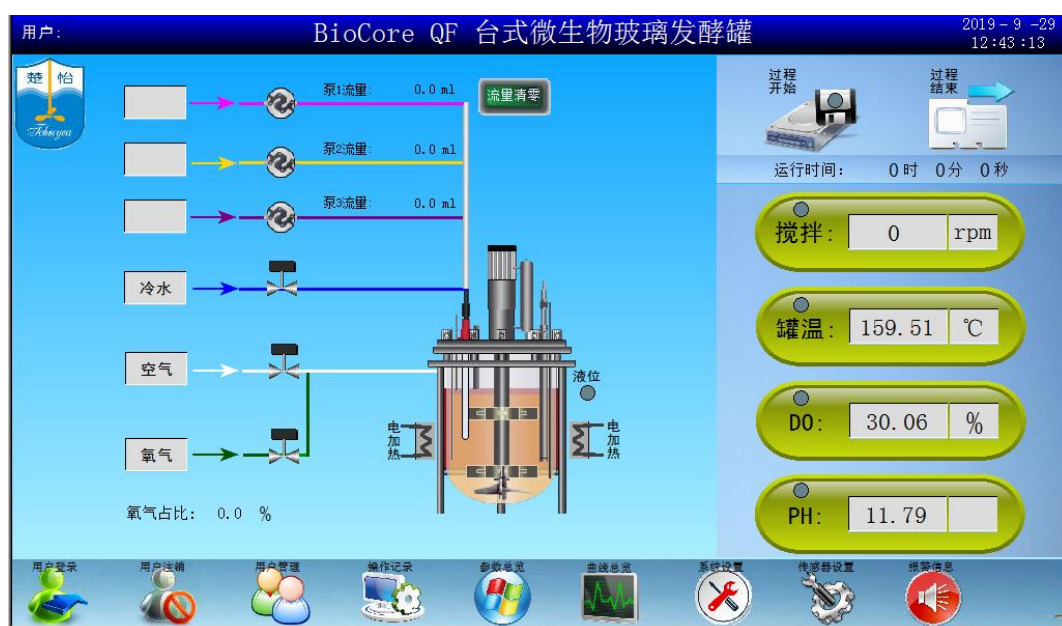 用户:
BioCore QF 台式微生物玻璃发酵罐
2019-9-29
12:43:13
楚怡
泵1流量: 0.0 ml
流里清零
泵2流量: 0.0 ml
泵3流量: 0.0 ml
冷水
空气
氧气
氧气占比: 0.0 %
液位
电加热
电加热
过程
开始
过程
结束
运行时间: 0时 0分 0秒
搅拌: 0 rpm
罐温: 159.51 ℃
DO: 30.06 %
PH: 11.79
用户登录
用户注销
用户管理
操作记录
参数总览
曲线总览
系统设置
传感器设置
报警信息